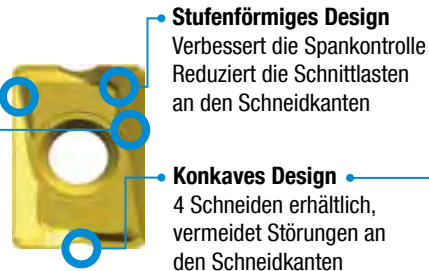 Stufenförmiges Design
Verbessert die Spankontrolle
Reduziert die Schnittlasten
an den Schneidkanten
Konkaves Design
4 Schneiden erhältlich,
vermeidet Störungen an
den Schneidkanten